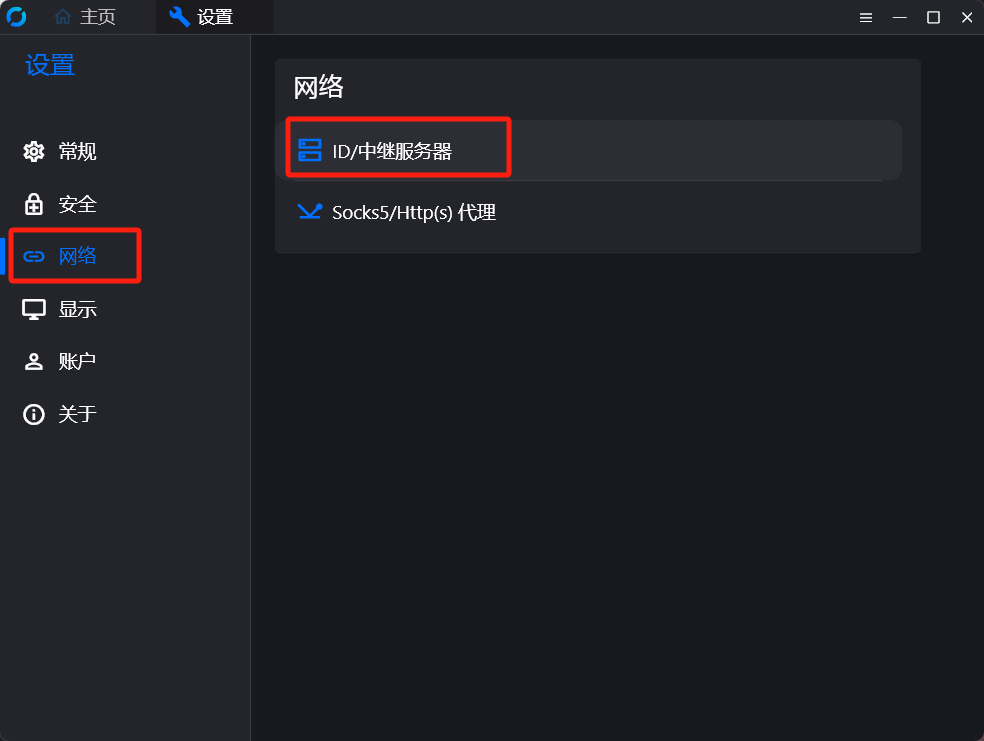 主页
设置
设置
常规
安全
网络
显示
账户
关于
网络
ID/中继服务器
Socks5/Http(s) 代理